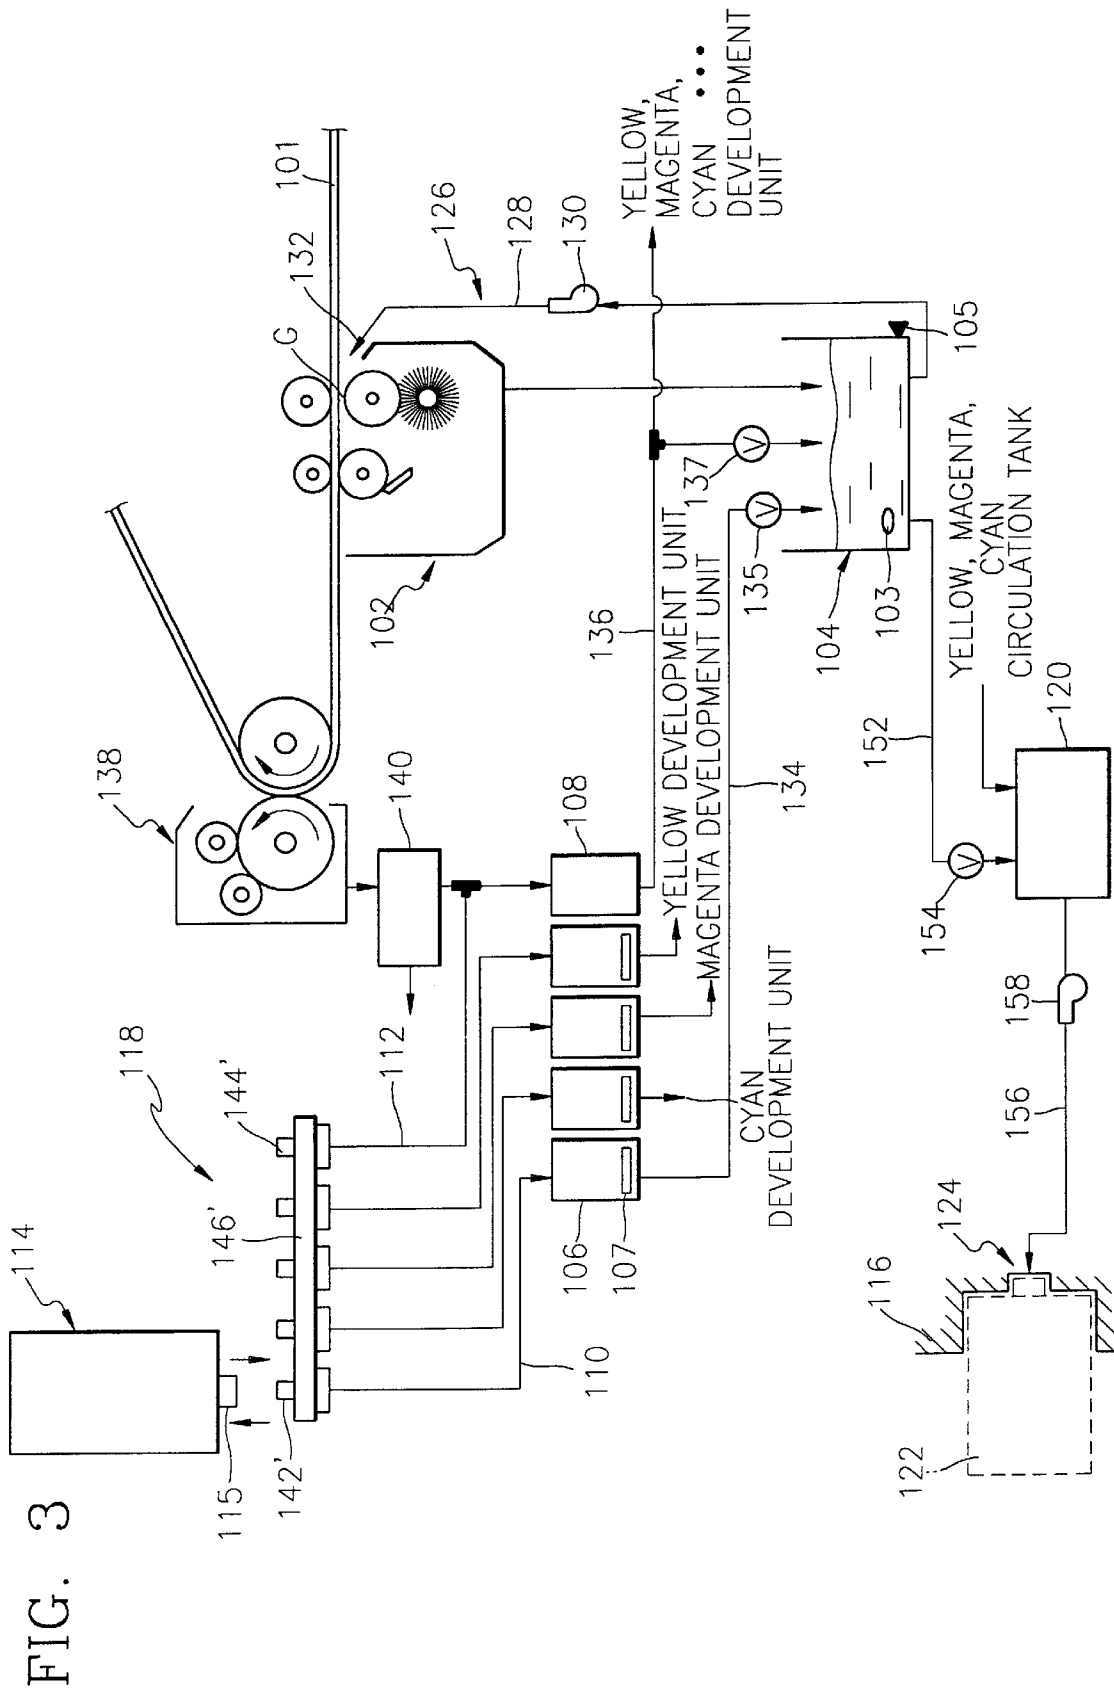 FIG. 3
114
115
142'
146'
144'
118
138
132
101
G
126
128
130
102
140
112
110
106
107
108
YELLOW,
MAGENTA,
CYAN •••
DEVELOPMENT
UNIT
136
YELLOW DEVELOPMENT UNIT
MAGENTA DEVELOPMENT UNIT
CYAN
DEVELOPMENT UNIT
134
V
135
V
137
104
103
105
152
V
154
YELLOW, MAGENTA,
CYAN
CIRCULATION TANK
120
158
156
124
116
122